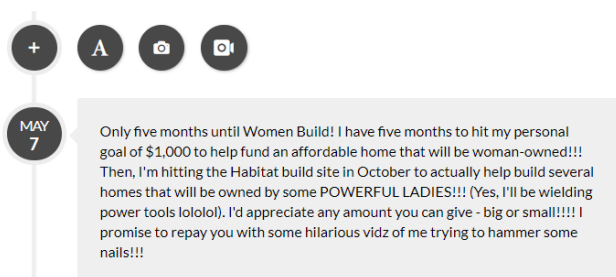 + A
MAY
7
Only five months until Women Build! I have five months to hit my personal
goal of $1,000 to help fund an affordable home that will be woman-owned!!!
Then, I'm hitting the Habitat build site in October to actually help build several
homes that will be owned by some POWERFUL LADIES!!! (Yes, I'll be wielding
power tools lololol). I'd appreciate any amount you can give - big or small!!!! I
promise to repay you with some hilarious vidz of me trying to hammer some
nails!!!